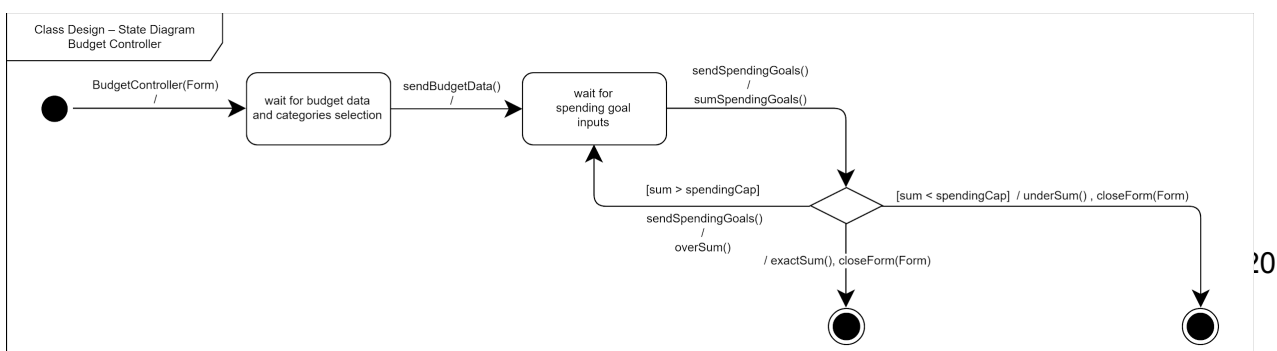 Class Design – State Diagram
Budget Controller
BudgetController(Form)
/
wait for budget data
and categories selection
sendBudgetData()
/
wait for
spending goal
inputs
sendSpendingGoals()
/
sumSpendingGoals()
[sum > spendingCap]
sendSpendingGoals()
/
overSum()
[sum < spendingCap] / underSum() , closeForm(Form)
/ exactSum(), closeForm(Form)
20